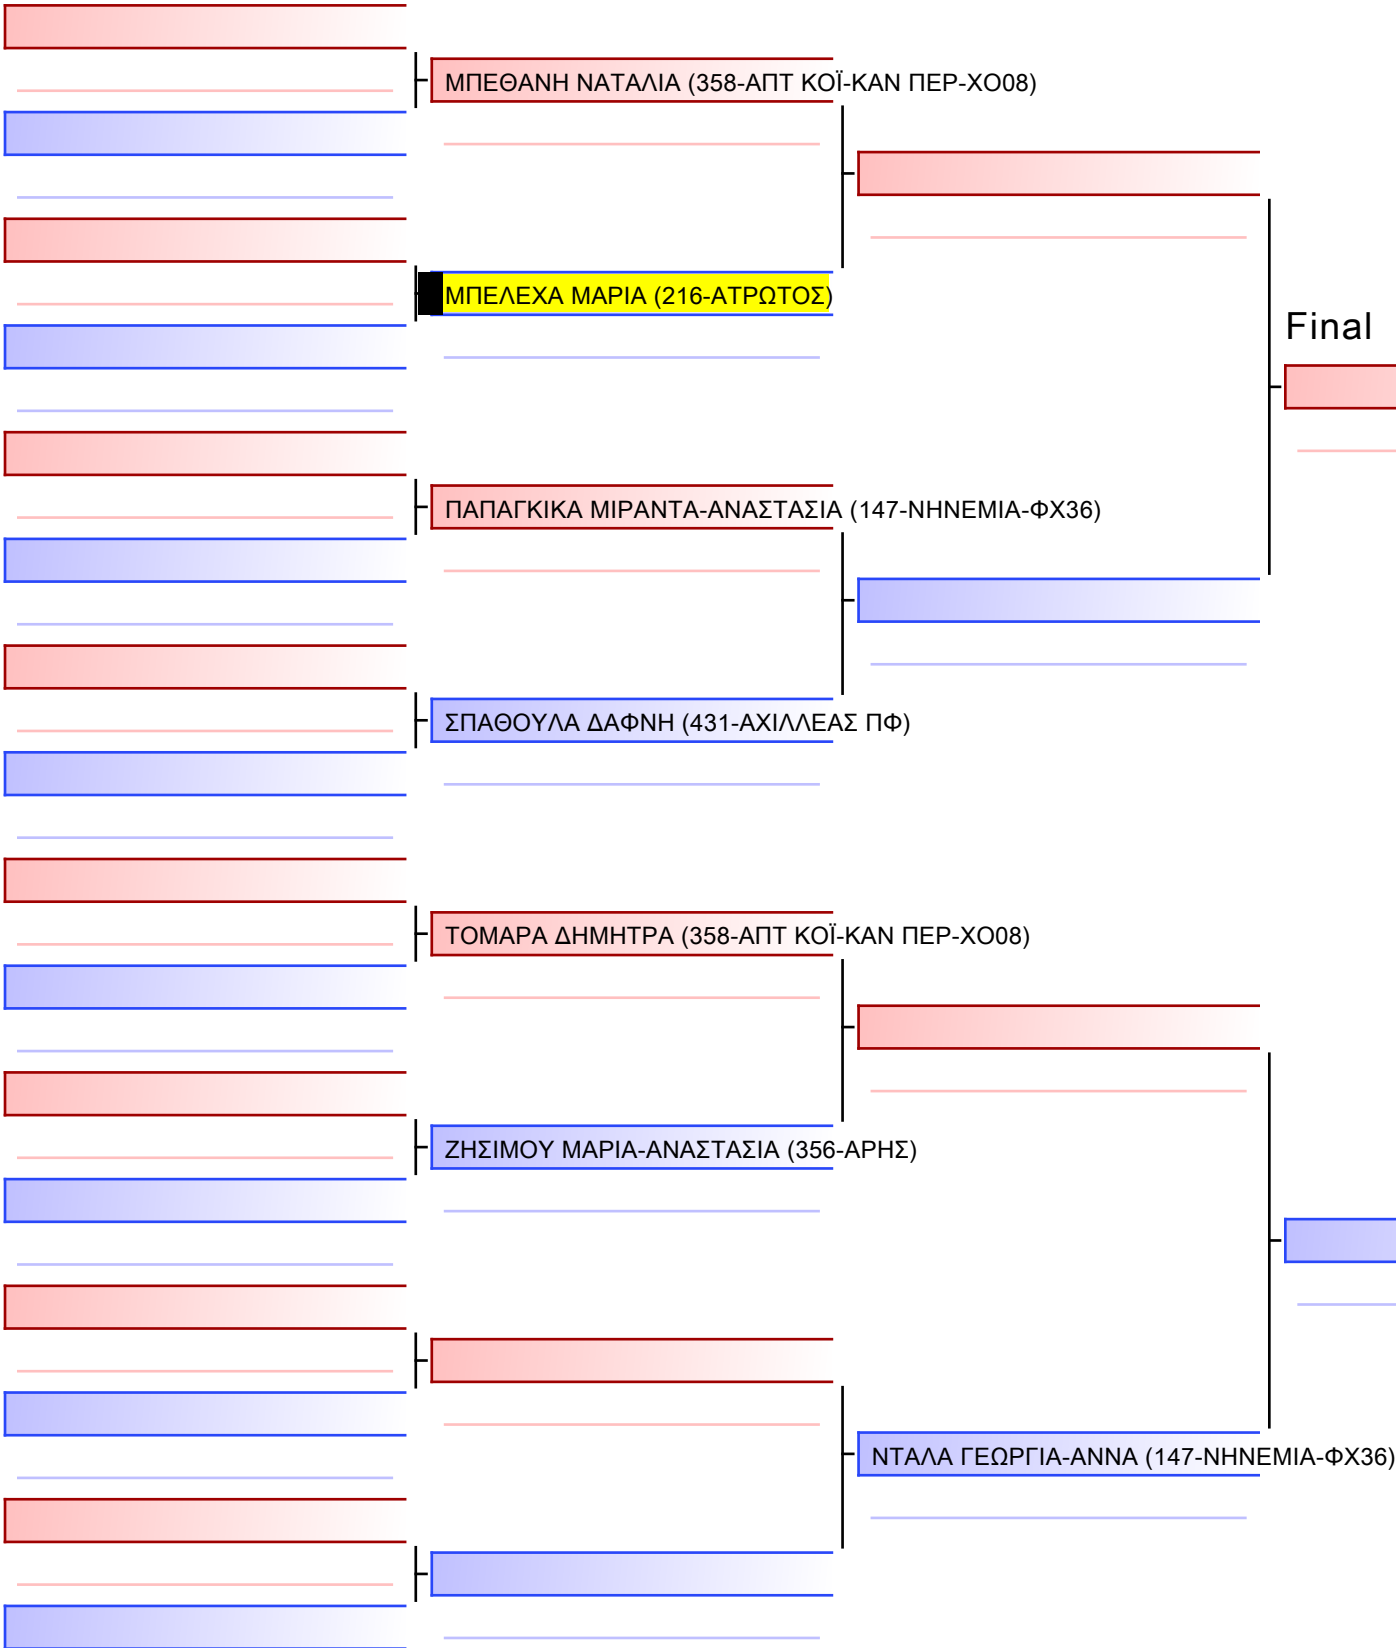 ΜΠΕΘΑΝΗ ΝΑΤΑΛΙΑ (358-ΑΠΤ ΚΟΪ-ΚΑΝ ΠΕΡ-ΧΟ08)
ΜΠΕΛΕΧΑ ΜΑΡΙΑ (216-ΑΤΡΩΤΟΣ)
Final
ΠΑΠΑΓΚΙΚΑ ΜΙΡΑΝΤΑ-ΑΝΑΣΤΑΣΙΑ (147-ΝΗΝΕΜΙΑ-ΦΧ36)
ΣΠΑΘΟΥΛΑ ΔΑΦΝΗ (431-ΑΧΙΛΛΕΑΣ ΠΦ)
ΤΟΜΑΡΑ ΔΗΜΗΤΡΑ (358-ΑΠΤ ΚΟΪ-ΚΑΝ ΠΕΡ-ΧΟ08)
ΖΗΣΙΜΟΥ ΜΑΡΙΑ-ΑΝΑΣΤΑΣΙΑ (356-ΑΡΗΣ)
ΝΤΑΛΑ ΓΕΩΡΓΙΑ-ΑΝΝΑ (147-ΝΗΝΕΜΙΑ-ΦΧ36)